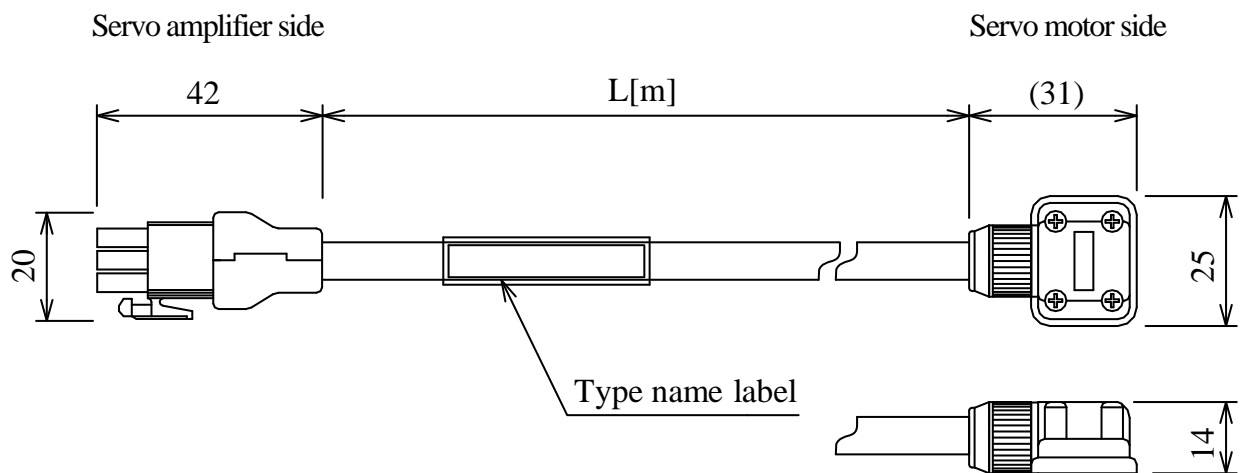 Servo amplifier side
Servo motor side
42
L[m]
(31)
20
25
Type name label
14